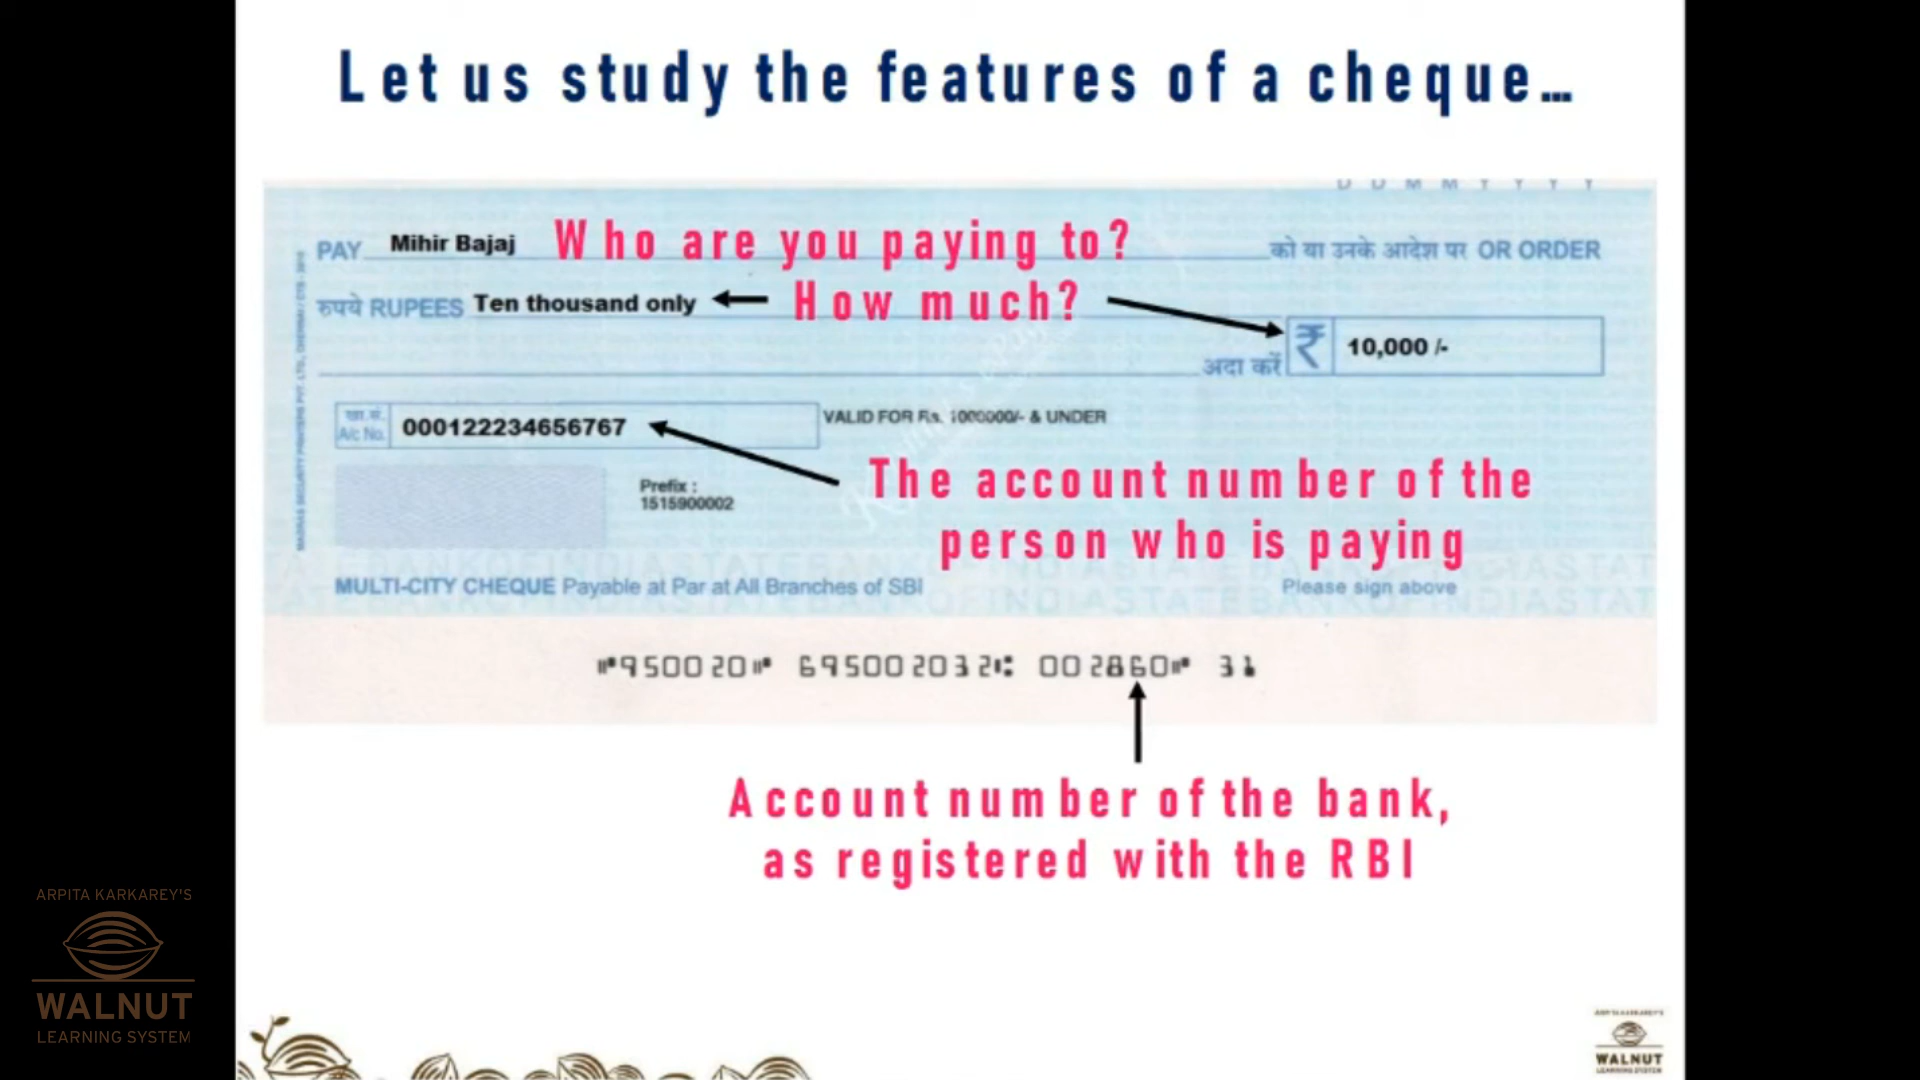 Let us study the features of a cheque...
D D M M Y Y Y Y
PAY Mihir Bajaj Who are you paying to? को या उनके आदेश पर OR ORDER
रुपये RUPEES Ten thousand only How much?
अदा करें ₹ 10,000 /-
खा.सं. A/c No. 000122234656767 VALID FOR Rs. 1000000/- & UNDER
The account number of the
person who is paying
Prefix :
1515900002
MULTI-CITY CHEQUE Payable at Par at All Branches of SBI Please sign above
⑈950020⑈ 695002032⑆ 002860⑈ 31
Account number of the bank,
as registered with the RBI
ARPITA KARKAREY'S
WALNUT
LEARNING SYSTEM
ARPITA KARKAREY'S
WALNUT
LEARNING SYSTEM